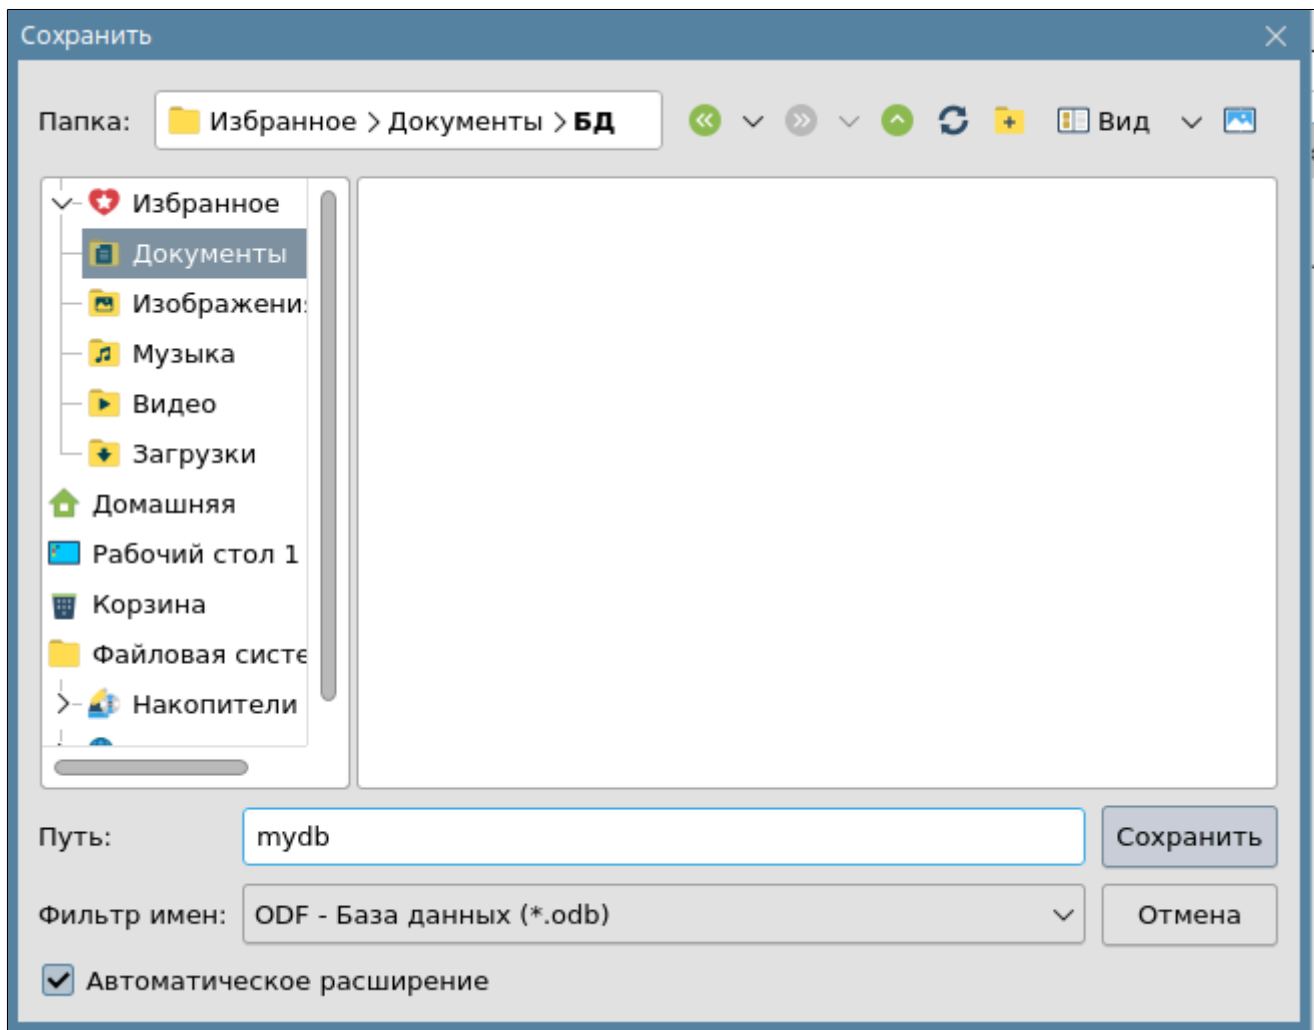 Сохранить
Папка: Избранное > Документы > БД Вид
Избранное
Документы
Изображени
Музыка
Видео
Загрузки
Домашняя
Рабочий стол 1
Корзина
Файловая систе
Накопители
Путь: mydb Сохранить
Фильтр имен: ODF - База данных (*.odb) Отмена
Автоматическое расширение